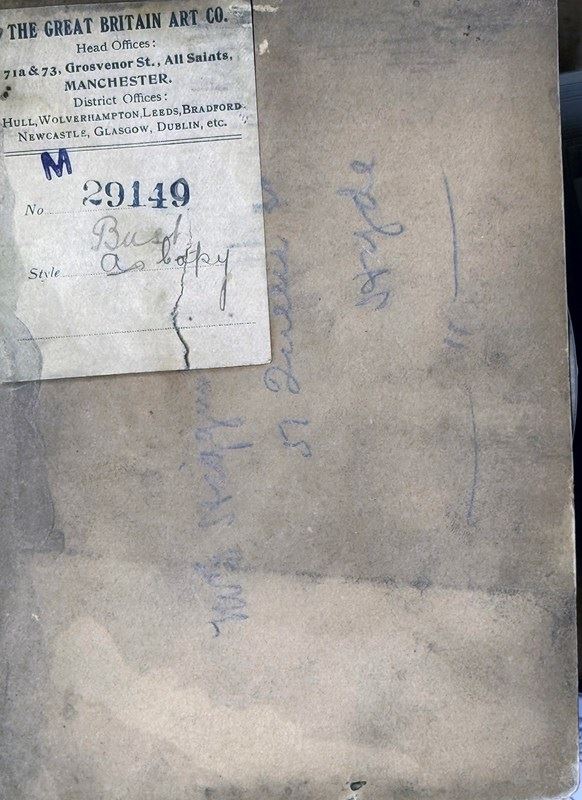 THE GREAT BRITAIN ART CO.
Head Offices:
71a & 73, Grosvenor St., All Saints,
MANCHESTER.
District Offices:
HULL, WOLVERHAMPTON, LEEDS, BRADFORD
NEWCASTLE, GLASGOW, DUBLIN, etc.
M
No 29149
Bust
Style as copy
Hyde